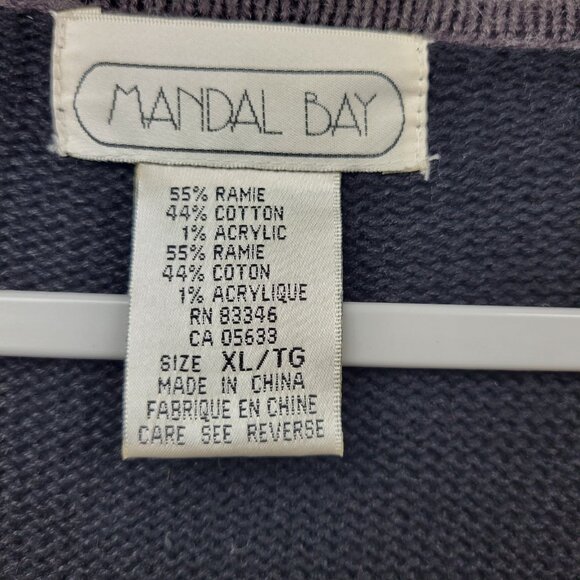 MANDAL BAY
55% RAMIE
44% COTTON
1% ACRYLIC
55% RAMIE
44% COTON
1% ACRYLIQUE
RN 83346
CA 05633
SIZE XL/TG
MADE IN CHINA
FABRIQUE EN CHINE
CARE SEE REVERSE